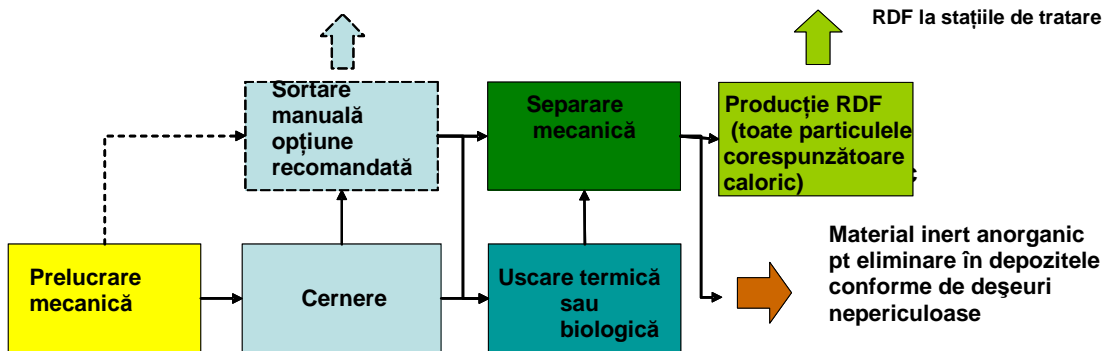 RDF la stațiile de tratare
Sortare
manuală
opțiune
recomandată
Separare
mecanică
Producție RDF
(toate particulele
corespunzătoare
caloric)
Prelucrare
mecanică
Cernere
Uscare termică
sau
biologică
Material inert anorganic
pt eliminare în depozitele
conforme de deşeuri
nepericuloase